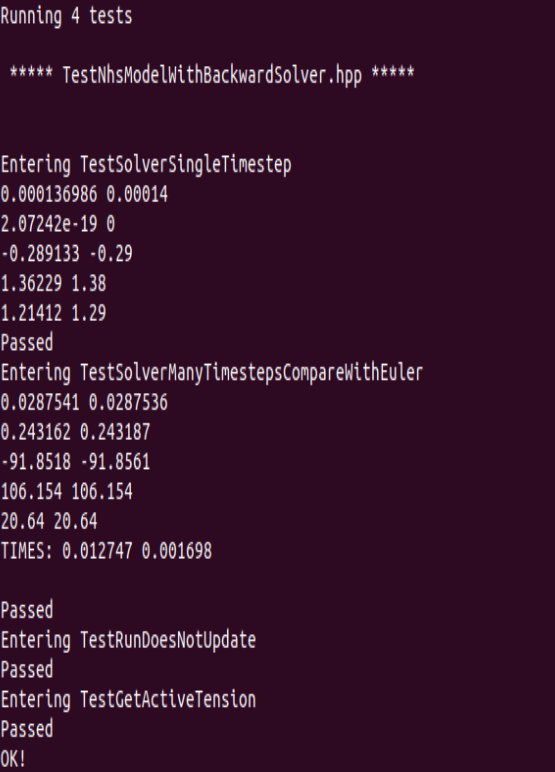 Running 4 tests
***** TestNhsModelWithBackwardSolver.hpp *****
Entering TestSolverSingleTimestep
0.000136986 0.00014
2.07242e-19 0
-0.289133 -0.29
1.36229 1.38
1.21412 1.29
Passed
Entering TestSolverManyTimestepsCompareWithEuler
0.0287541 0.0287536
0.243162 0.243187
-91.8518 -91.8561
106.154 106.154
20.64 20.64
TIMES: 0.012747 0.001698
Passed
Entering TestRunDoesNotUpdate
Passed
Entering TestGetActiveTension
Passed
OK!